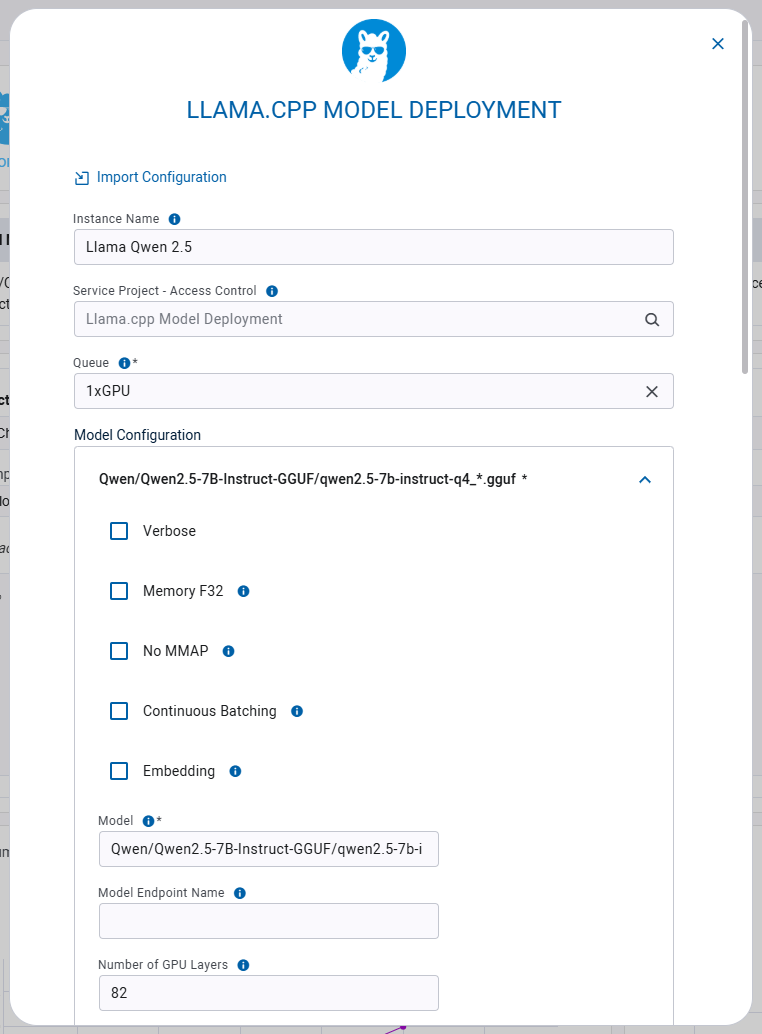 LLAMA.CPP MODEL DEPLOYMENT
Import Configuration
Instance Name
Llama Qwen 2.5
Service Project - Access Control
Llama.cpp Model Deployment
Queue *
1xGPU
Model Configuration
Qwen/Qwen2.5-7B-Instruct-GGUF/qwen2.5-7b-instruct-q4_*.gguf *
Verbose
Memory F32
No MMAP
Continuous Batching
Embedding
Model *
Qwen/Qwen2.5-7B-Instruct-GGUF/qwen2.5-7b-i
Model Endpoint Name
Number of GPU Layers
82